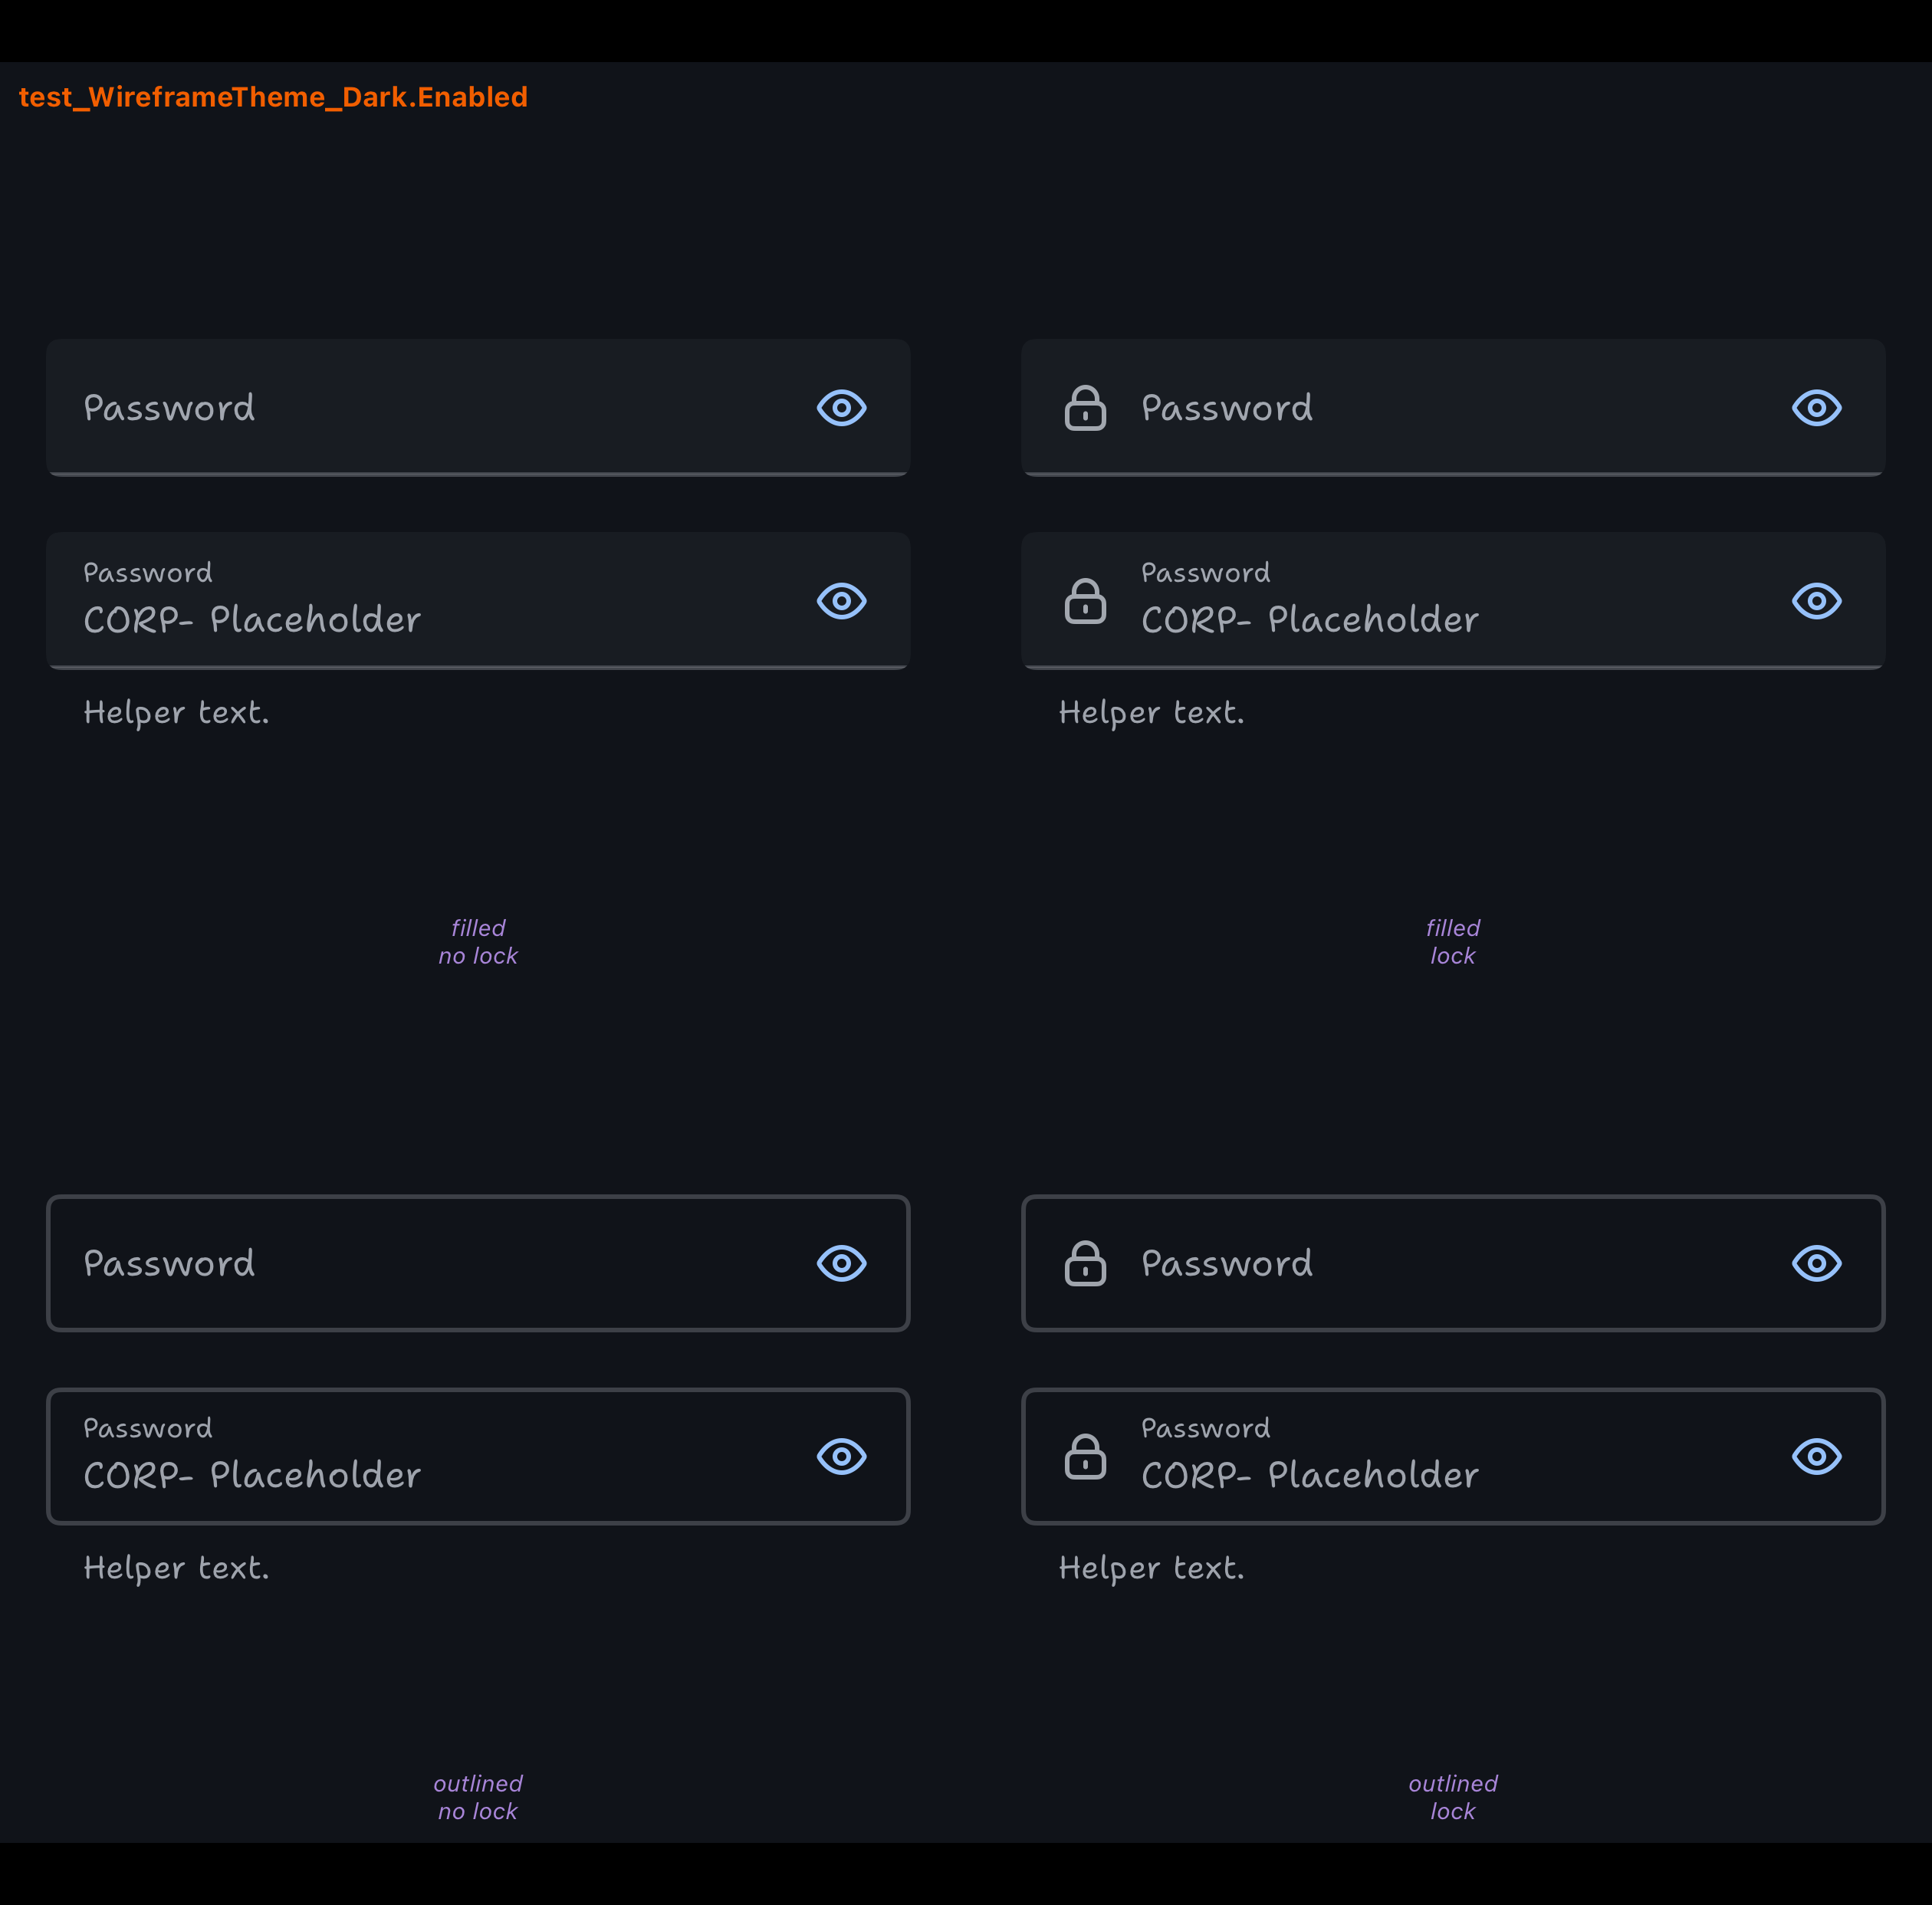 test_WireframeTheme_Dark.Enabled
Password
Password
CORP- Placeholder
Helper text.
filled
no lock
Password
Password
CORP- Placeholder
Helper text.
filled
lock
Password
Password
CORP- Placeholder
Helper text.
outlined
no lock
Password
Password
CORP- Placeholder
Helper text.
outlined
lock